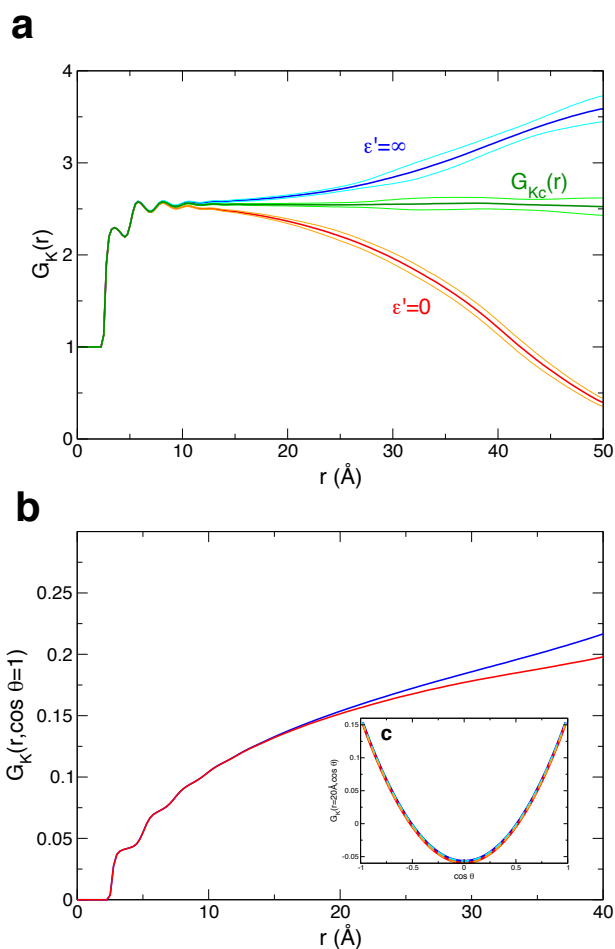 a
4
3
2
1
0
G_K(r)
ε'=∞
G_Kc(r)
ε'=0
0 10 20 30 40 50
r (Å)
b
0.25
0.2
0.15
0.1
0.05
0
G_K(r,cos θ=1)
c
0.15
0.1
0.05
0
-0.05
G_K(r=20Å,cos θ)
-1 -0.5 0 0.5 1
cos θ
0 10 20 30 40
r (Å)